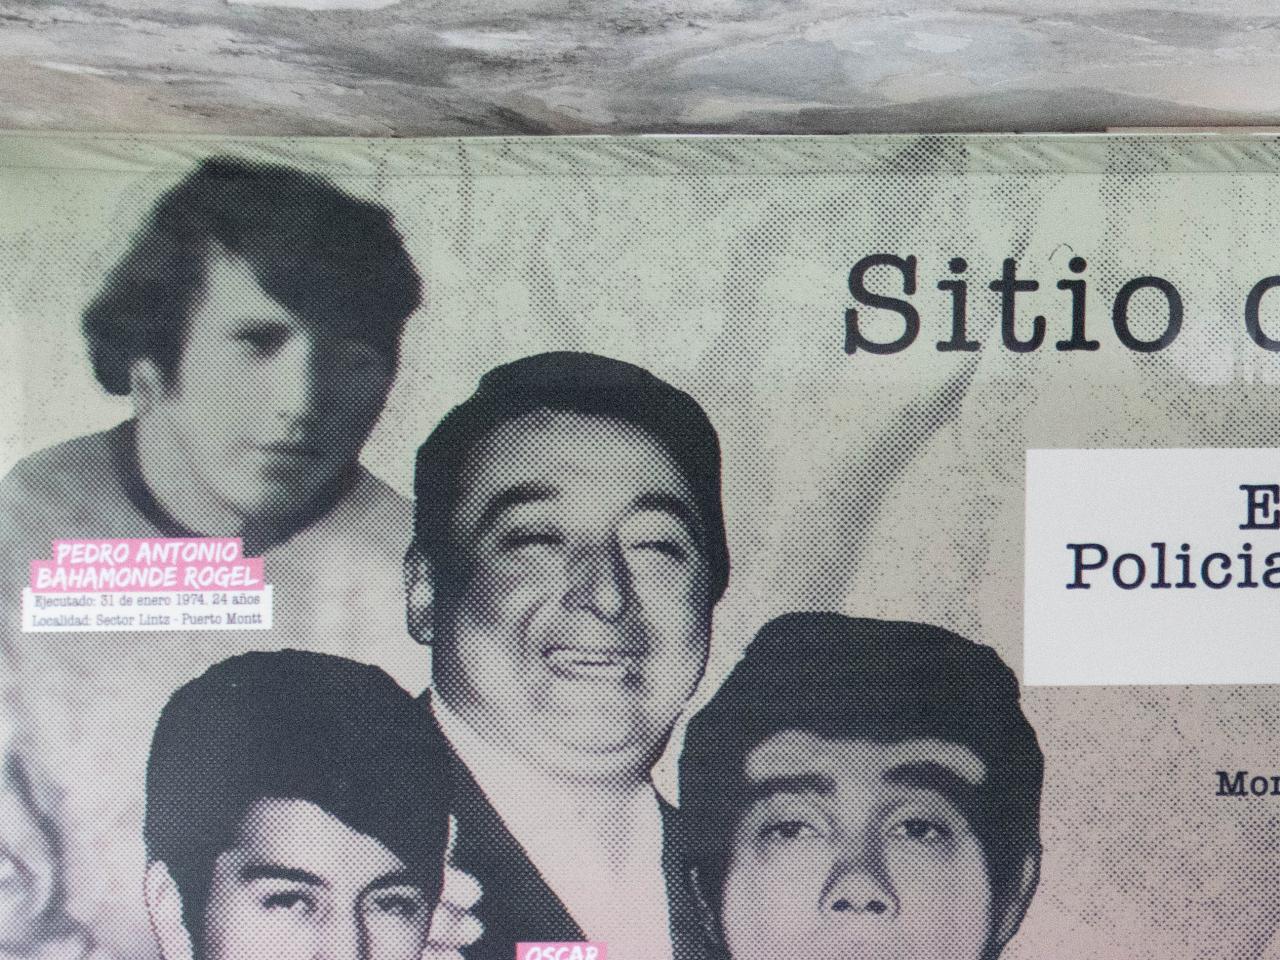 Sitio
PEDRO ANTONIO
BAHAMONDE ROGEL
Ejecutado: 31 de enero 1974. 24 años
Localidad: Sector Lintz - Puerto Montt
E
Policia
Mon
OSCAR